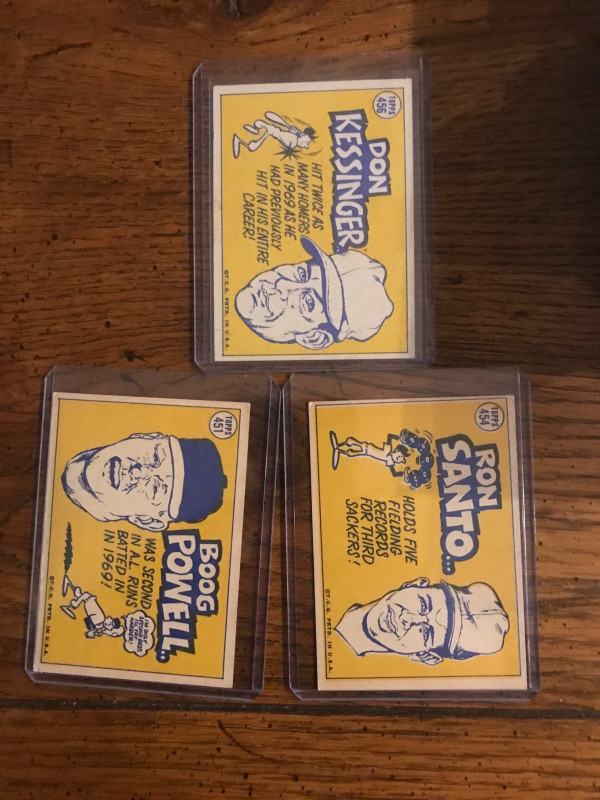 TOPPS
456
DON
KESSINGER..
HIT TWICE AS
MANY HOMERS
IN 1969 AS HE
HAD PREVIOUSLY
HIT IN HIS ENTIRE
CAREER!
©T.C.G. PRTD. IN U.S.A.
TOPPS
451
BOOG
POWELL..
WAS SECOND
IN A.L. RUNS
BATTED IN
IN 1969!
©T.C.G. PRTD. IN U.S.A.
TOPPS
454
RON
SANTO...
HOLDS FIVE
FIELDING
RECORDS
FOR THIRD
SACKERS!
©T.C.G. PRTD. IN U.S.A.